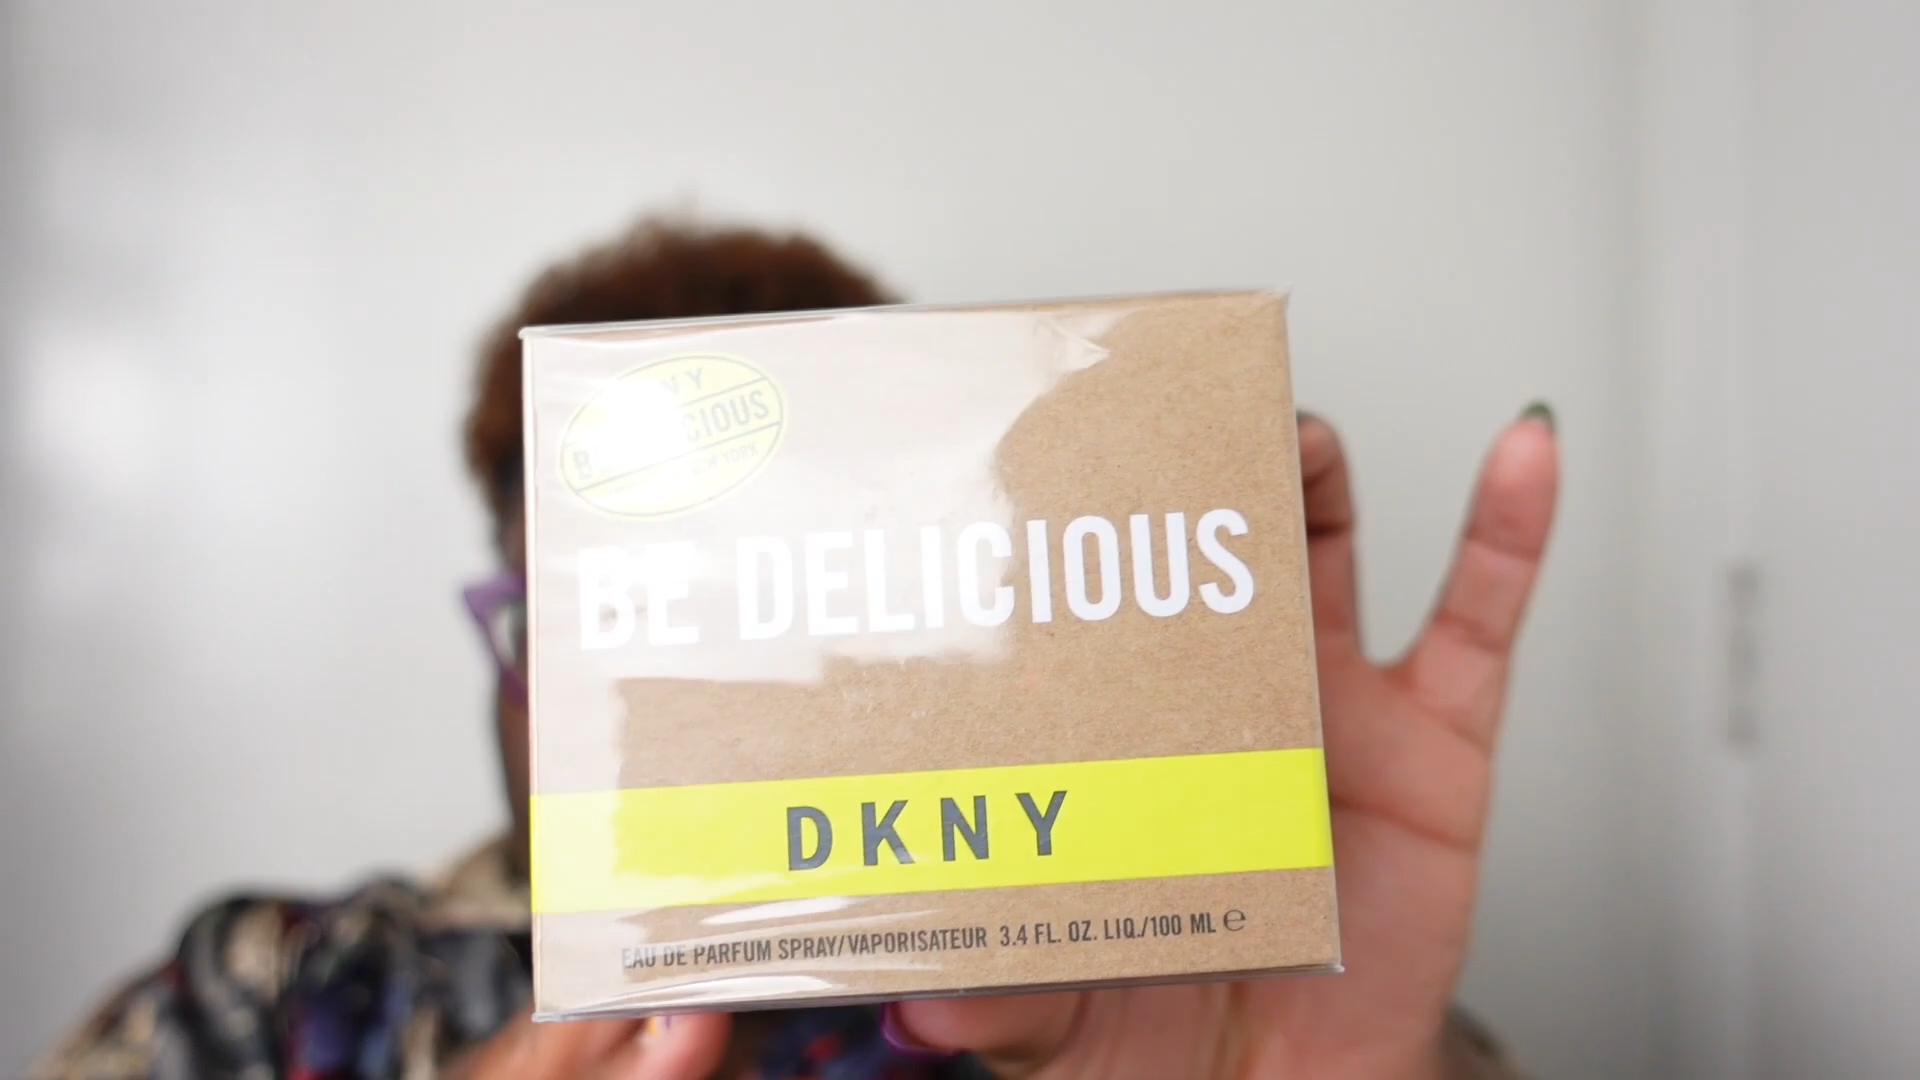 BE DELICIOUS
DKNY
EAU DE PARFUM SPRAY/VAPORISATEUR 3.4 FL. OZ. LIQ./100 ML ℮